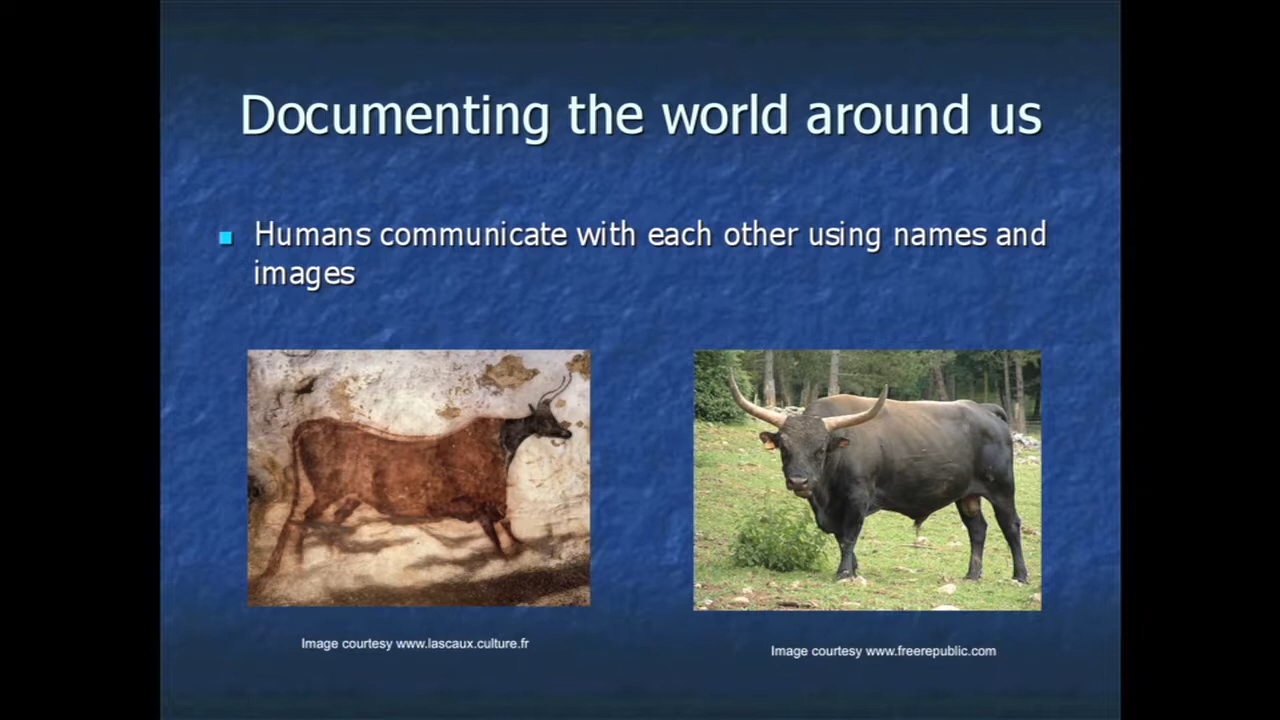 Documenting the world around us
Humans communicate with each other using names and
images
Image courtesy www.lascaux.culture.fr
Image courtesy www.freerepublic.com